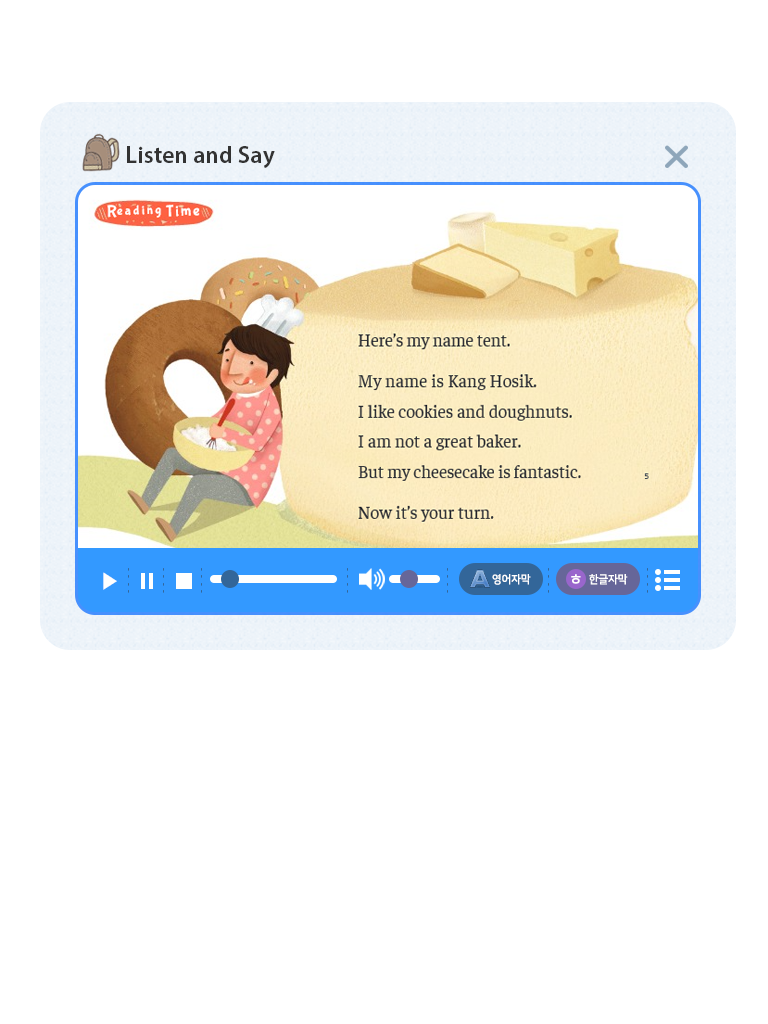 Listen and Say
Reading Time
Here's my name tent.
My name is Kang Hosik.
I like cookies and doughnuts.
I am not a great baker.
But my cheesecake is fantastic.
5
Now it's your turn.
A 영어자막
ㅎ 한글자막